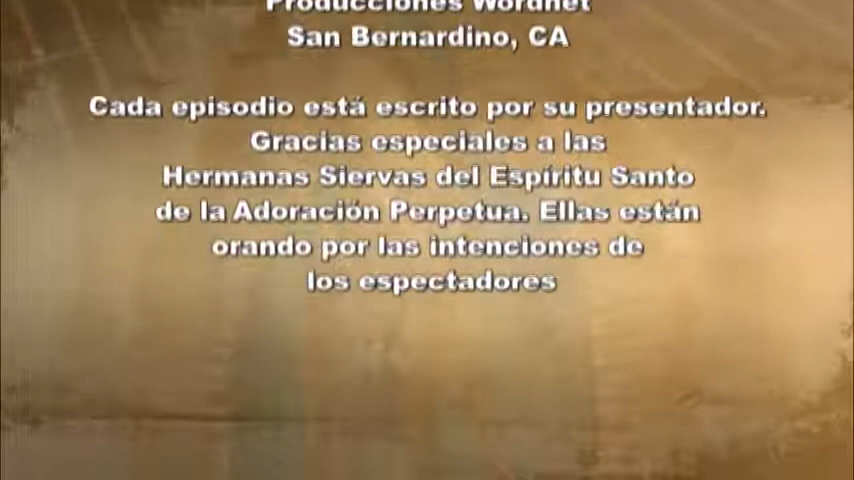 Producciones Wordnet
San Bernardino, CA
Cada episodio está escrito por su presentador.
Gracias especiales a las
Hermanas Siervas del Espíritu Santo
de la Adoración Perpetua. Ellas están
orando por las intenciones de
los espectadores